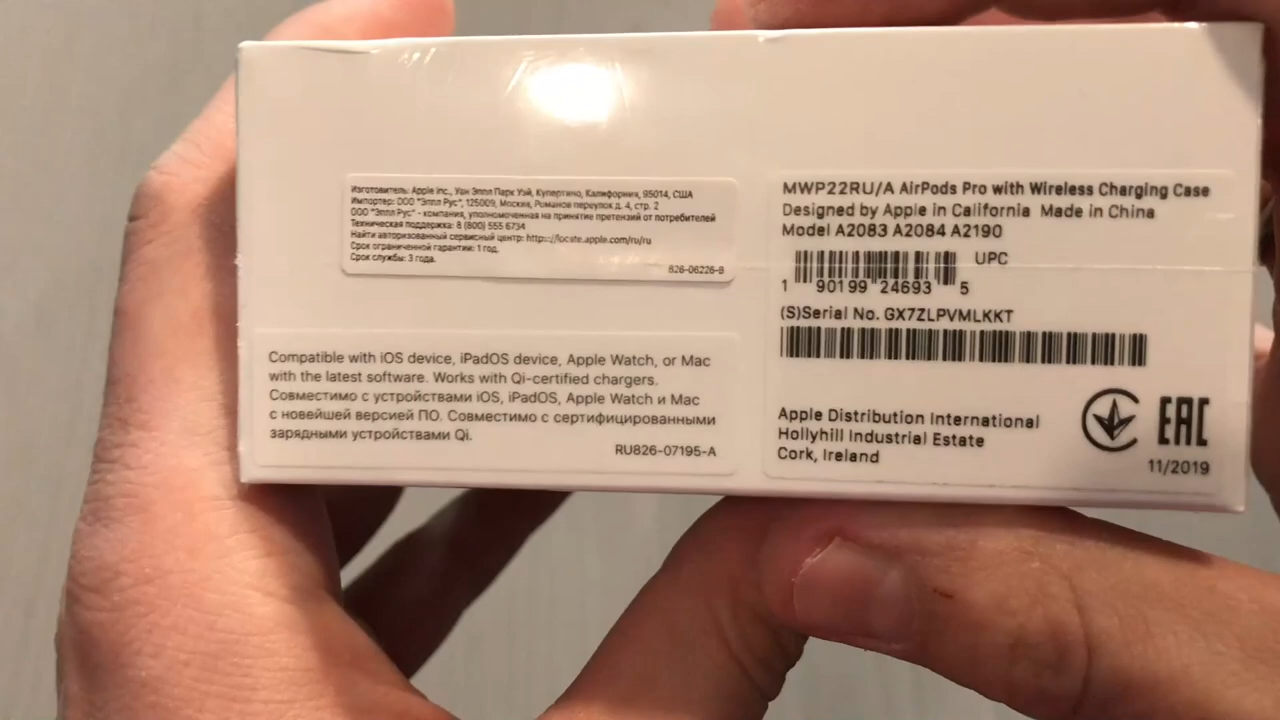 Изготовитель: Apple Inc., Уан Эппл Парк Уэй, Купертино, Калифорния, 95014, США
Импортер: ООО "Эппл Рус", 125009, Москва, Романов переулок д. 4, стр. 2
ООО "Эппл Рус" - компания, уполномоченная на принятие претензий от потребителей
Техническая поддержка: 8 (800) 555 6734
Найти авторизованный сервисный центр: http://locate.apple.com/ru/ru
Срок ограниченной гарантии: 1 год.
Срок службы: 3 года.
826-06226-B
Compatible with iOS device, iPadOS device, Apple Watch, or Mac
with the latest software. Works with Qi-certified chargers.
Совместимо с устройствами iOS, iPadOS, Apple Watch и Mac
с новейшей версией ПО. Совместимо с сертифицированными
зарядными устройствами Qi.
RU826-07195-A
MWP22RU/A AirPods Pro with Wireless Charging Case
Designed by Apple in California Made in China
Model A2083 A2084 A2190
UPC
1 90199 24693 5
(S)Serial No. GX7ZLPVMLKKT
Apple Distribution International
Hollyhill Industrial Estate
Cork, Ireland
EAC
11/2019